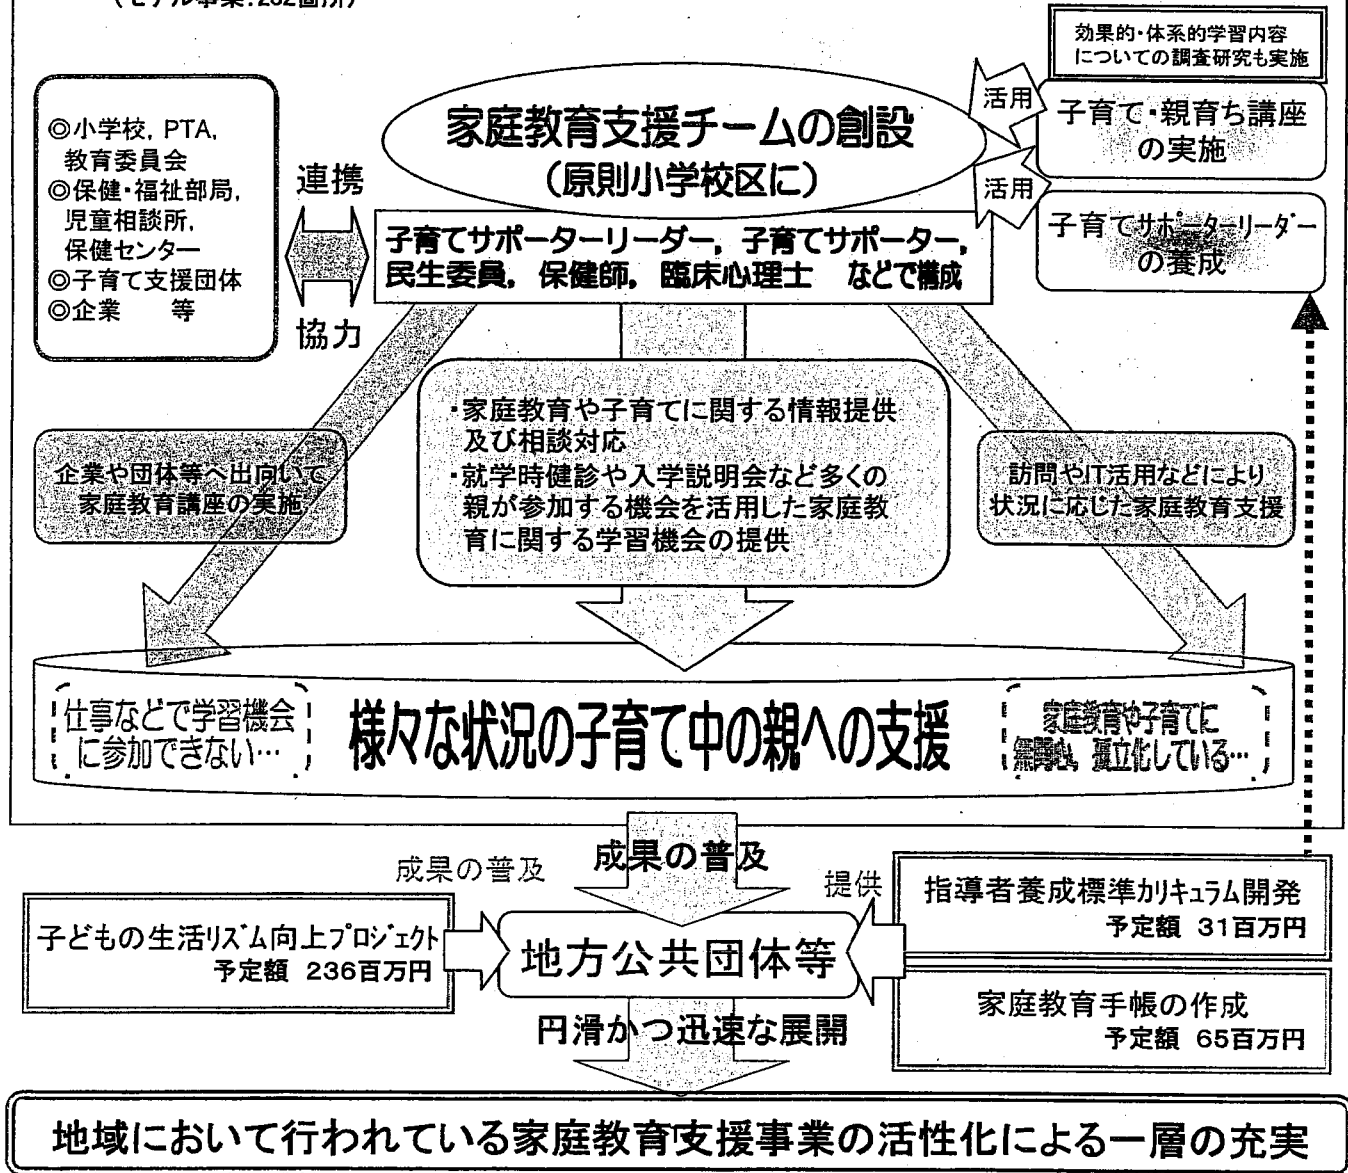 効果的・体系的学習内容
についての調査研究も実施
家庭教育支援チームの創設
(原則小学校区に)
活用
子育て・親育ち講座
の実施
活用
子育てサポーターリーダー
の養成
◎小学校, PTA,
教育委員会
◎保健・福祉部局,
児童相談所,
保健センター
◎子育て支援団体
◎企業 等
連携
協力
子育てサポーターリーダー, 子育てサポーター,
民生委員, 保健師, 臨床心理士 などで構成
企業や団体等へ出向いて
家庭教育講座の実施
・家庭教育や子育てに関する情報提供
及び相談対応
・就学時健診や入学説明会など多くの
親が参加する機会を活用した家庭教
育に関する学習機会の提供
訪問やIT活用などにより
状況に応じた家庭教育支援
仕事などで学習機会
に参加できない…
様々な状況の子育て中の親への支援
家庭教育や子育てに
無関心, 孤立化している…
成果の普及
成果の普及
提供
子どもの生活リズム向上プロジェクト
予定額 236百万円
地方公共団体等
指導者養成標準カリキュラム開発
予定額 31百万円
家庭教育手帳の作成
予定額 65百万円
円滑かつ迅速な展開
地域において行われている家庭教育支援事業の活性化による一層の充実